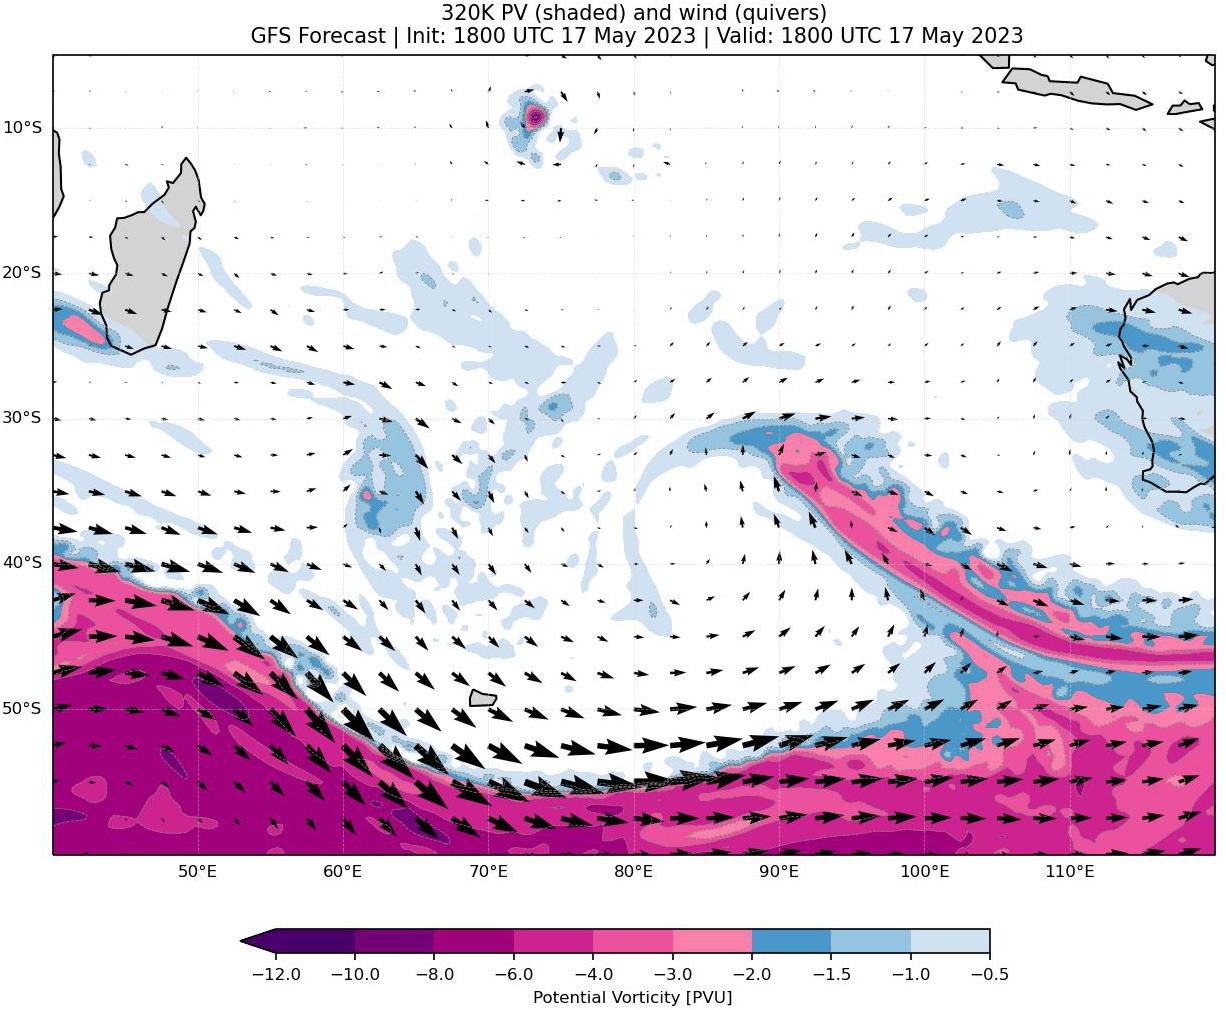 320K PV (shaded) and wind (quivers)
GFS Forecast | Init: 1800 UTC 17 May 2023 | Valid: 1800 UTC 17 May 2023
10°S
20°S
30°S
40°S
50°S
50°E 60°E 70°E 80°E 90°E 100°E 110°E
−12.0 −10.0 −8.0 −6.0 −4.0 −3.0 −2.0 −1.5 −1.0 −0.5
Potential Vorticity [PVU]